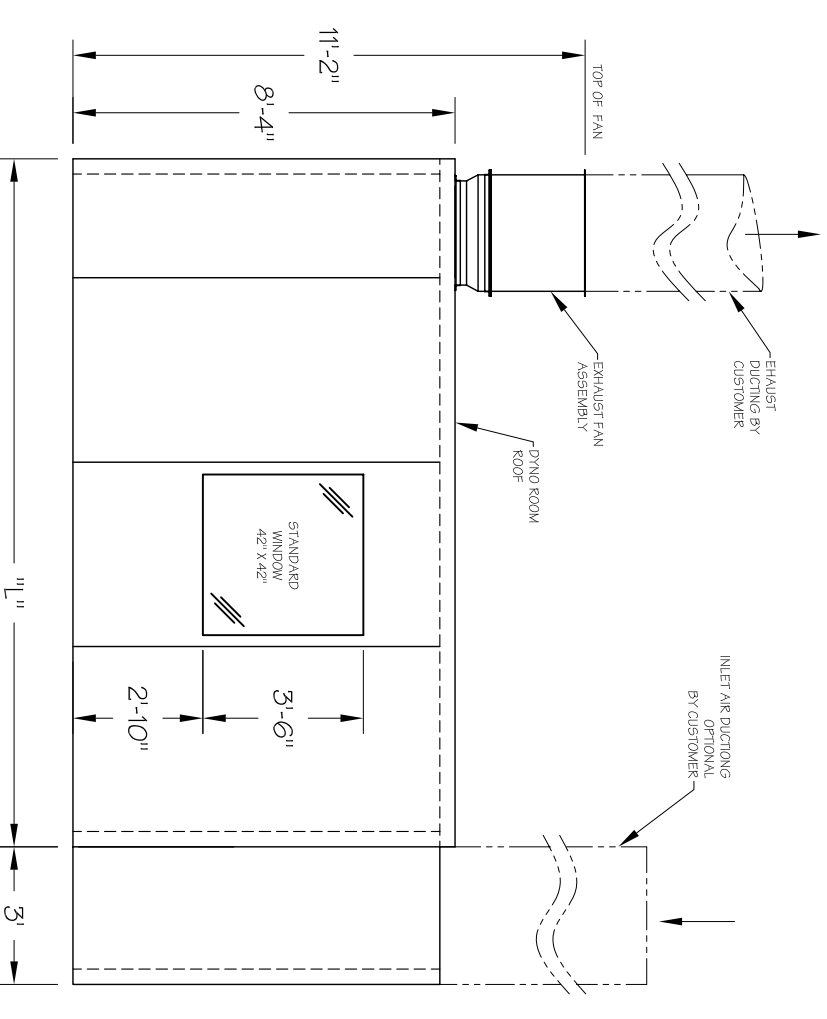 EHAUST
DUCTING BY
CUSTOMER
INLET AIR DUCTIONG
OPTIONAL
BY CUSTOMER
TOP OF FAN
EXHAUST FAN
ASSEMBLY
DYNO ROOM
ROOF
11'-2"
8'-4"
STANDARD
WINDOW
42" X 42"
3'-6"
2'-10"
"L"
3'